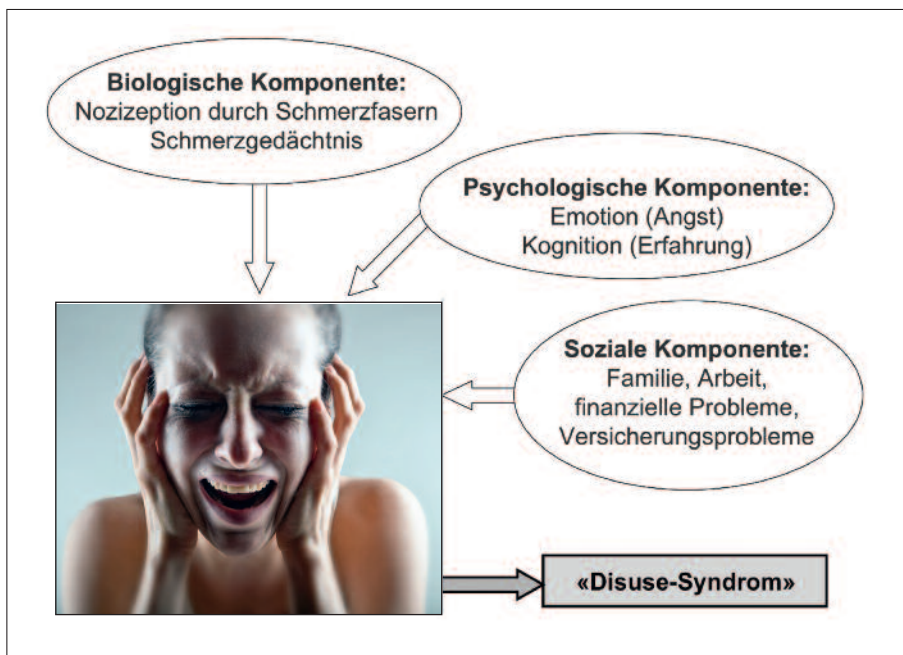 Biologische Komponente:
Nozizeption durch Schmerzfasern
Schmerzgedächtnis
Psychologische Komponente:
Emotion (Angst)
Kognition (Erfahrung)
Soziale Komponente:
Familie, Arbeit,
finanzielle Probleme,
Versicherungsprobleme
«Disuse-Syndrom»